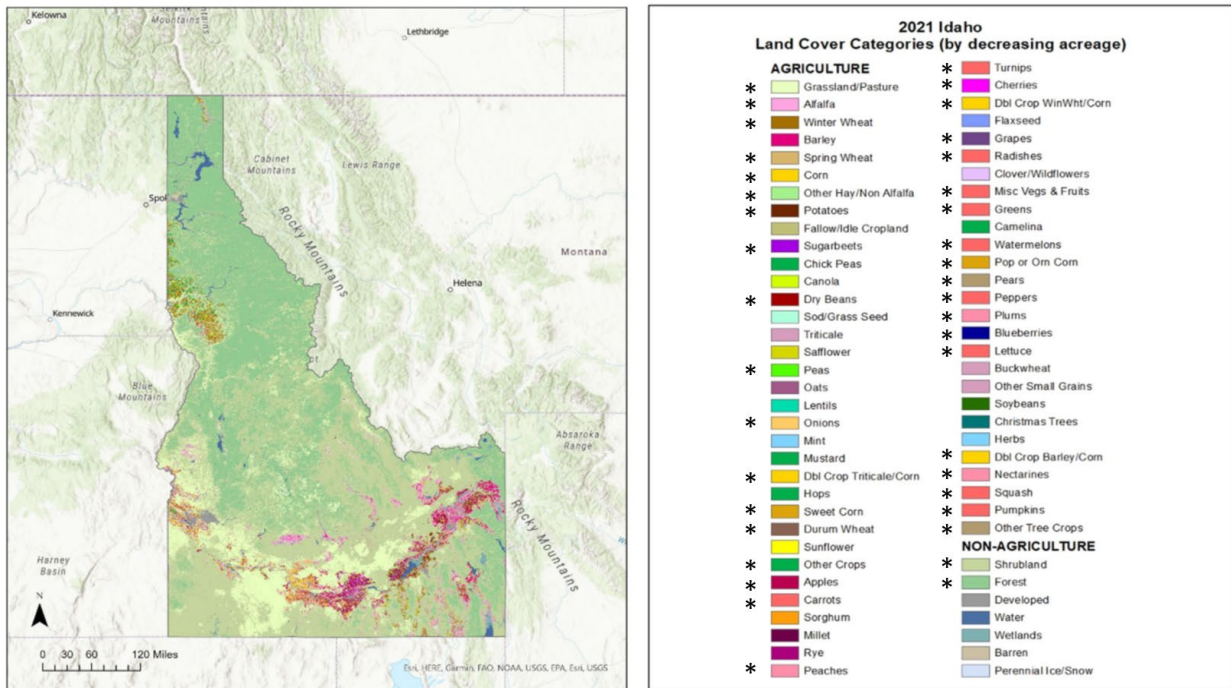 Kelowna
Selkirk
Mountains
Mountains
Lethbridge
Cabinet
Mountains
Lewis Range
Spol
Rocky Mountains
Montana
Helena
Kennewick
Blue
Mountains
Absaroka
Range
Rocky Mountains
Harney
Basin
N
0 30 60 120 Miles
Esri, HERE, Garmin, FAO, NOAA, USGS, EPA, Esri, USGS
2021 Idaho
Land Cover Categories (by decreasing acreage)
AGRICULTURE
* Grassland/Pasture
* Alfalfa
* Winter Wheat
Barley
* Spring Wheat
* Corn
* Other Hay/Non Alfalfa
* Potatoes
Fallow/Idle Cropland
* Sugarbeets
Chick Peas
Canola
* Dry Beans
Sod/Grass Seed
Triticale
Safflower
* Peas
Oats
Lentils
* Onions
Mint
Mustard
* Dbl Crop Triticale/Corn
Hops
* Sweet Corn
* Durum Wheat
Sunflower
* Other Crops
* Apples
* Carrots
Sorghum
Millet
Rye
* Peaches
* Turnips
* Cherries
* Dbl Crop WinWht/Corn
Flaxseed
* Grapes
* Radishes
Clover/Wildflowers
* Misc Vegs & Fruits
* Greens
Camelina
* Watermelons
* Pop or Orn Corn
* Pears
* Peppers
* Plums
* Blueberries
* Lettuce
Buckwheat
Other Small Grains
Soybeans
Christmas Trees
Herbs
* Dbl Crop Barley/Corn
* Nectarines
* Squash
* Pumpkins
* Other Tree Crops
NON-AGRICULTURE
* Shrubland
* Forest
Developed
Water
Wetlands
Barren
Perennial Ice/Snow